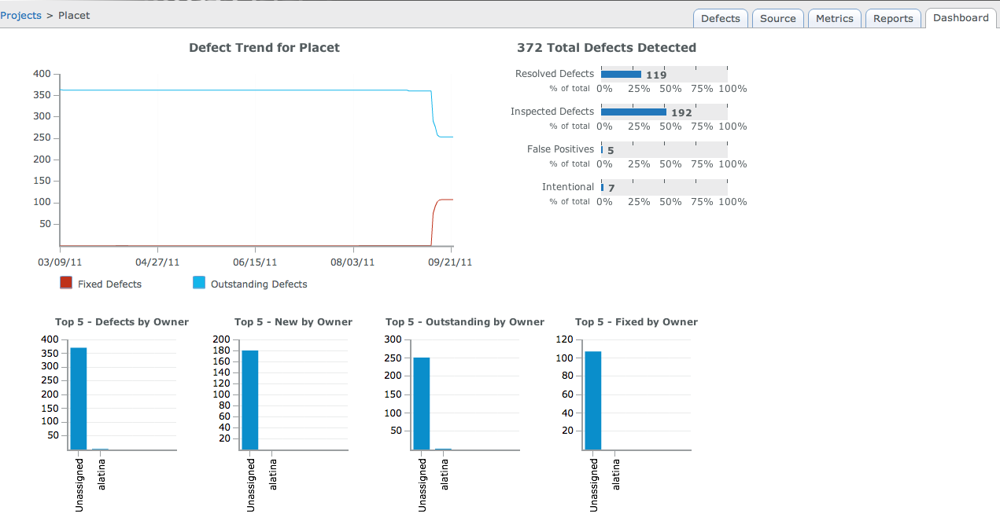 Projects > Placet
Defects Source Metrics Reports Dashboard
Defect Trend for Placet
400
350
300
250
200
150
100
50
03/09/11 04/27/11 06/15/11 08/03/11 09/21/11
Fixed Defects Outstanding Defects
372 Total Defects Detected
Resolved Defects 119
% of total 0% 25% 50% 75% 100%
Inspected Defects 192
% of total 0% 25% 50% 75% 100%
False Positives 5
% of total 0% 25% 50% 75% 100%
Intentional 7
% of total 0% 25% 50% 75% 100%
Top 5 - Defects by Owner
400
350
300
250
200
150
100
50
Unassigned
alatina
Top 5 - New by Owner
200
180
160
140
120
100
80
60
40
20
Unassigned
alatina
Top 5 - Outstanding by Owner
300
250
200
150
100
50
Unassigned
alatina
Top 5 - Fixed by Owner
120
100
80
60
40
20
Unassigned
alatina